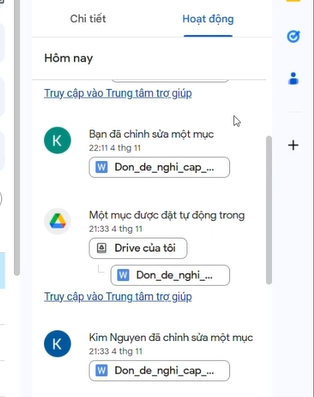 Chi tiết
Hoạt động
Hôm nay
Truy cập vào Trung tâm trợ giúp
K
Bạn đã chỉnh sửa một mục
22:11 4 thg 11
W Don_de_nghi_cap_...
Một mục được đặt tự động trong
21:33 4 thg 11
Drive của tôi
W Don_de_nghi_...
Truy cập vào Trung tâm trợ giúp
K
Kim Nguyen đã chỉnh sửa một mục
21:33 4 thg 11
W Don_de_nghi_cap_...